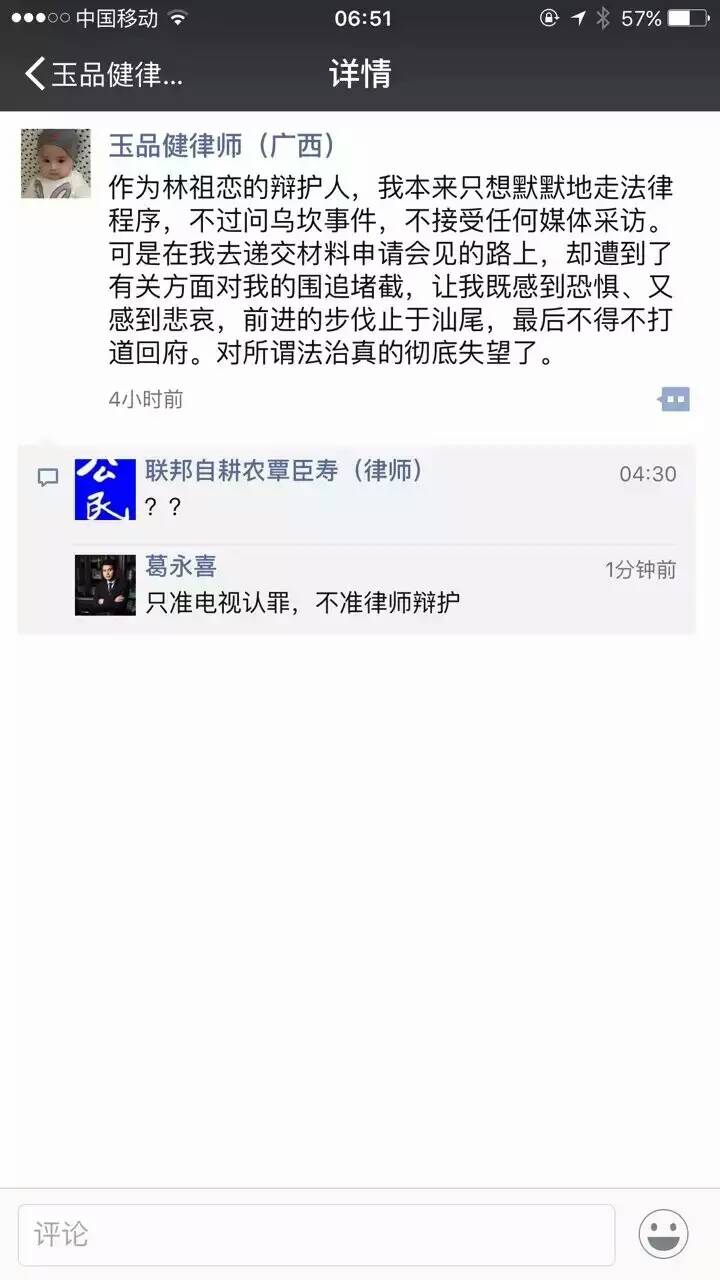 中国移动 06:51 57%
玉品健律... 详情
玉品健律师（广西）
作为林祖恋的辩护人，我本来只想默默地走法律
程序，不过问乌坎事件，不接受任何媒体采访。
可是在我去递交材料申请会见的路上，却遭到了
有关方面对我的围追堵截，让我既感到恐惧、又
感到悲哀，前进的步伐止于汕尾，最后不得不打
道回府。对所谓法治真的彻底失望了。
4小时前
公民
联邦自耕农覃臣寿（律师） 04:30
？？
葛永喜 1分钟前
只准电视认罪，不准律师辩护
评论